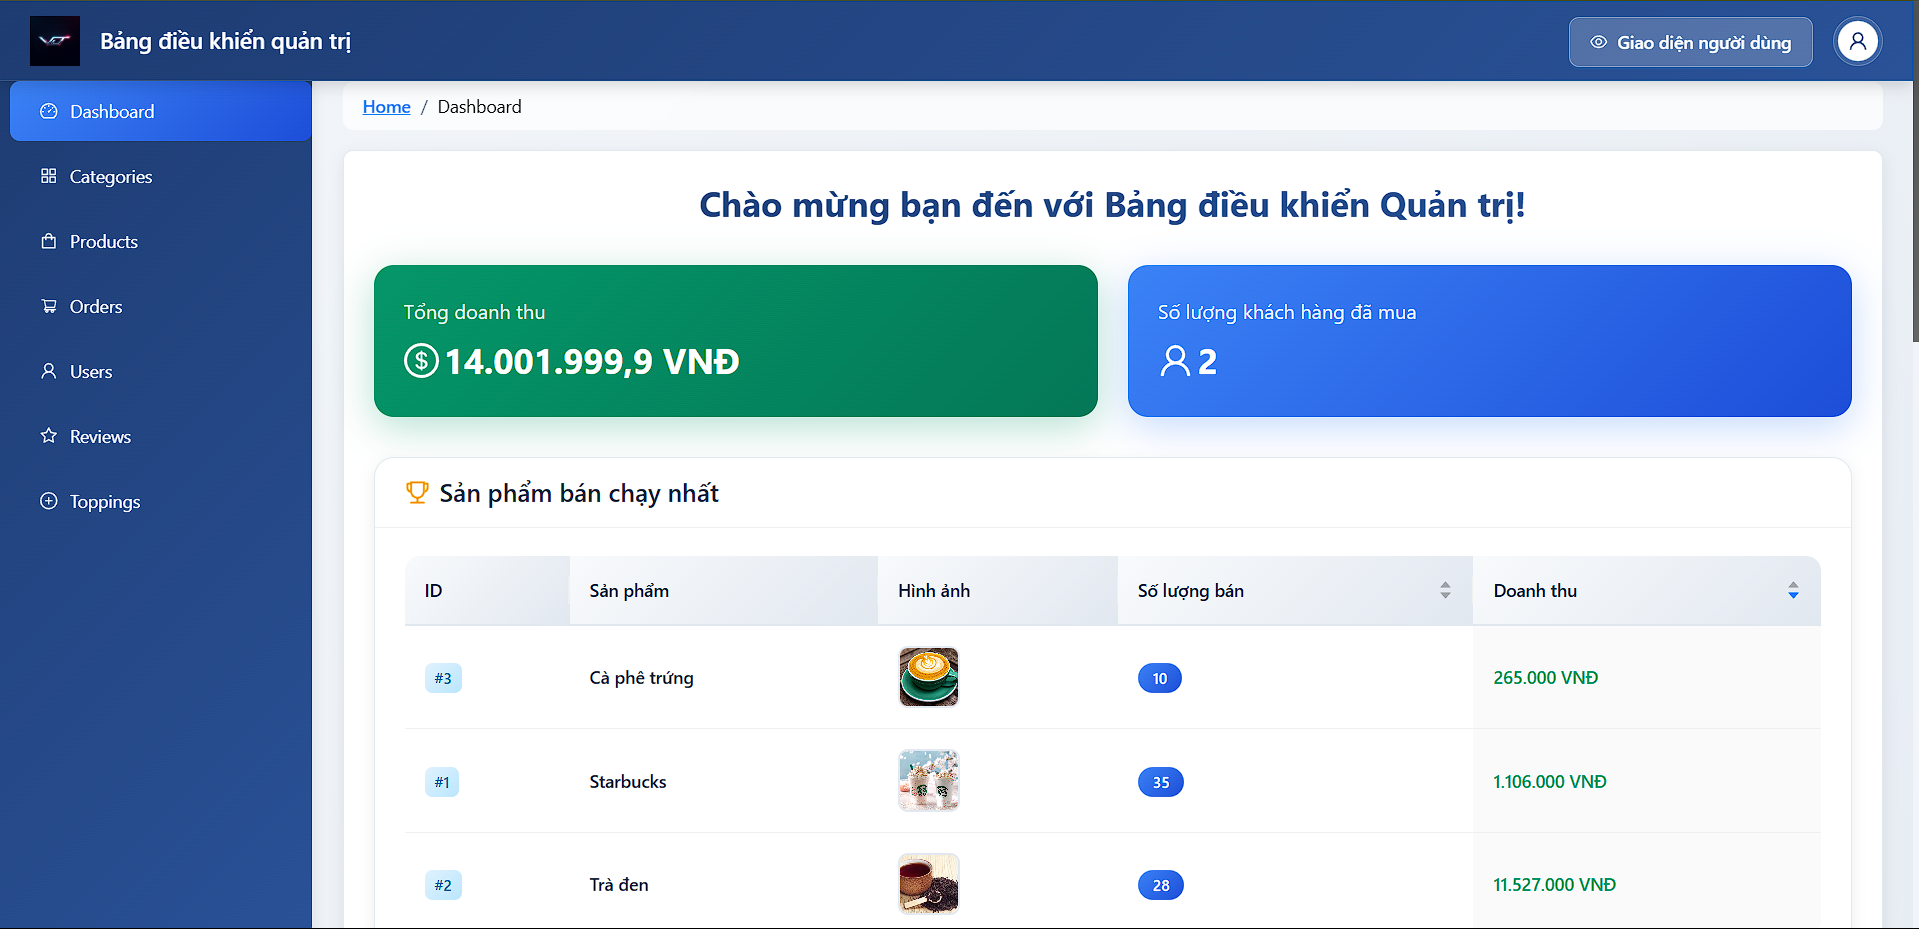 VGT
Bảng điều khiển quản trị
Giao diện người dùng
Dashboard
Categories
Products
Orders
Users
Reviews
Toppings
Home / Dashboard
Chào mừng bạn đến với Bảng điều khiển Quản trị!
Tổng doanh thu
14.001.999,9 VNĐ
Số lượng khách hàng đã mua
2
Sản phẩm bán chạy nhất
ID Sản phẩm Hình ảnh Số lượng bán Doanh thu
#3 Cà phê trứng 10 265.000 VNĐ
#1 Starbucks 35 1.106.000 VNĐ
#2 Trà đen 28 11.527.000 VNĐ